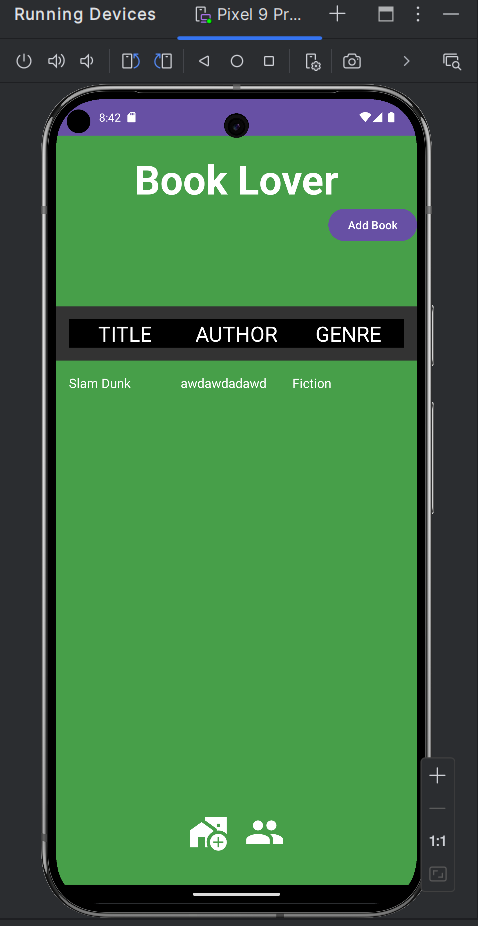 Running Devices Pixel 9 Pr...
8:42
Book Lover
Add Book
TITLE AUTHOR GENRE
Slam Dunk awdawdadawd Fiction
1:1